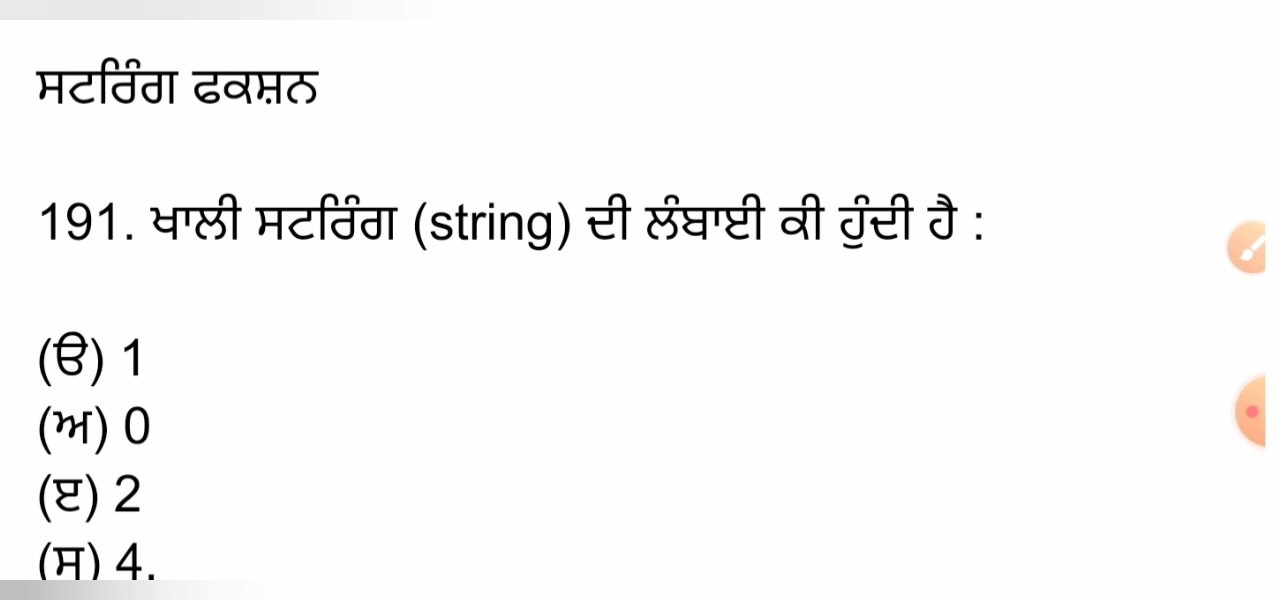 ਸਟਰਿੰਗ ਫਕਸ਼ਨ
191. ਖਾਲੀ ਸਟਰਿੰਗ (string) ਦੀ ਲੰਬਾਈ ਕੀ ਹੁੰਦੀ ਹੈ :
(ੳ) 1
(ਅ) 0
(ੲ) 2
(ਸ) 4.